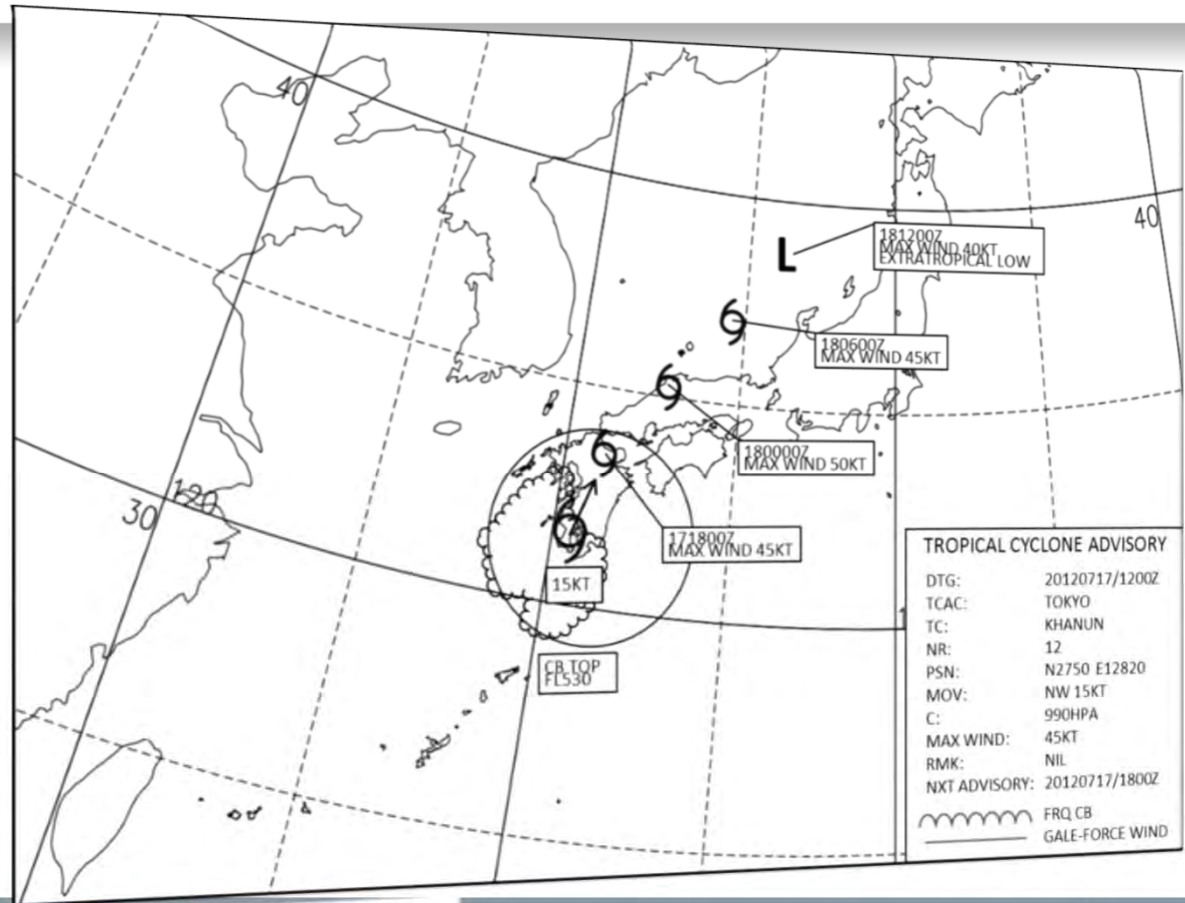 40
40
181200Z
MAX WIND 40KT
EXTRATROPICAL LOW
L
180600Z
MAX WIND 45KT
180000Z
MAX WIND 50KT
120
30
171800Z
MAX WIND 45KT
15KT
CB TOP
FL530
TROPICAL CYCLONE ADVISORY
DTG: 20120717/1200Z
TCAC: TOKYO
TC: KHANUN
NR: 12
PSN: N2750 E12820
MOV: NW 15KT
C: 990HPA
MAX WIND: 45KT
RMK: NIL
NXT ADVISORY: 20120717/1800Z
FRQ CB
GALE-FORCE WIND